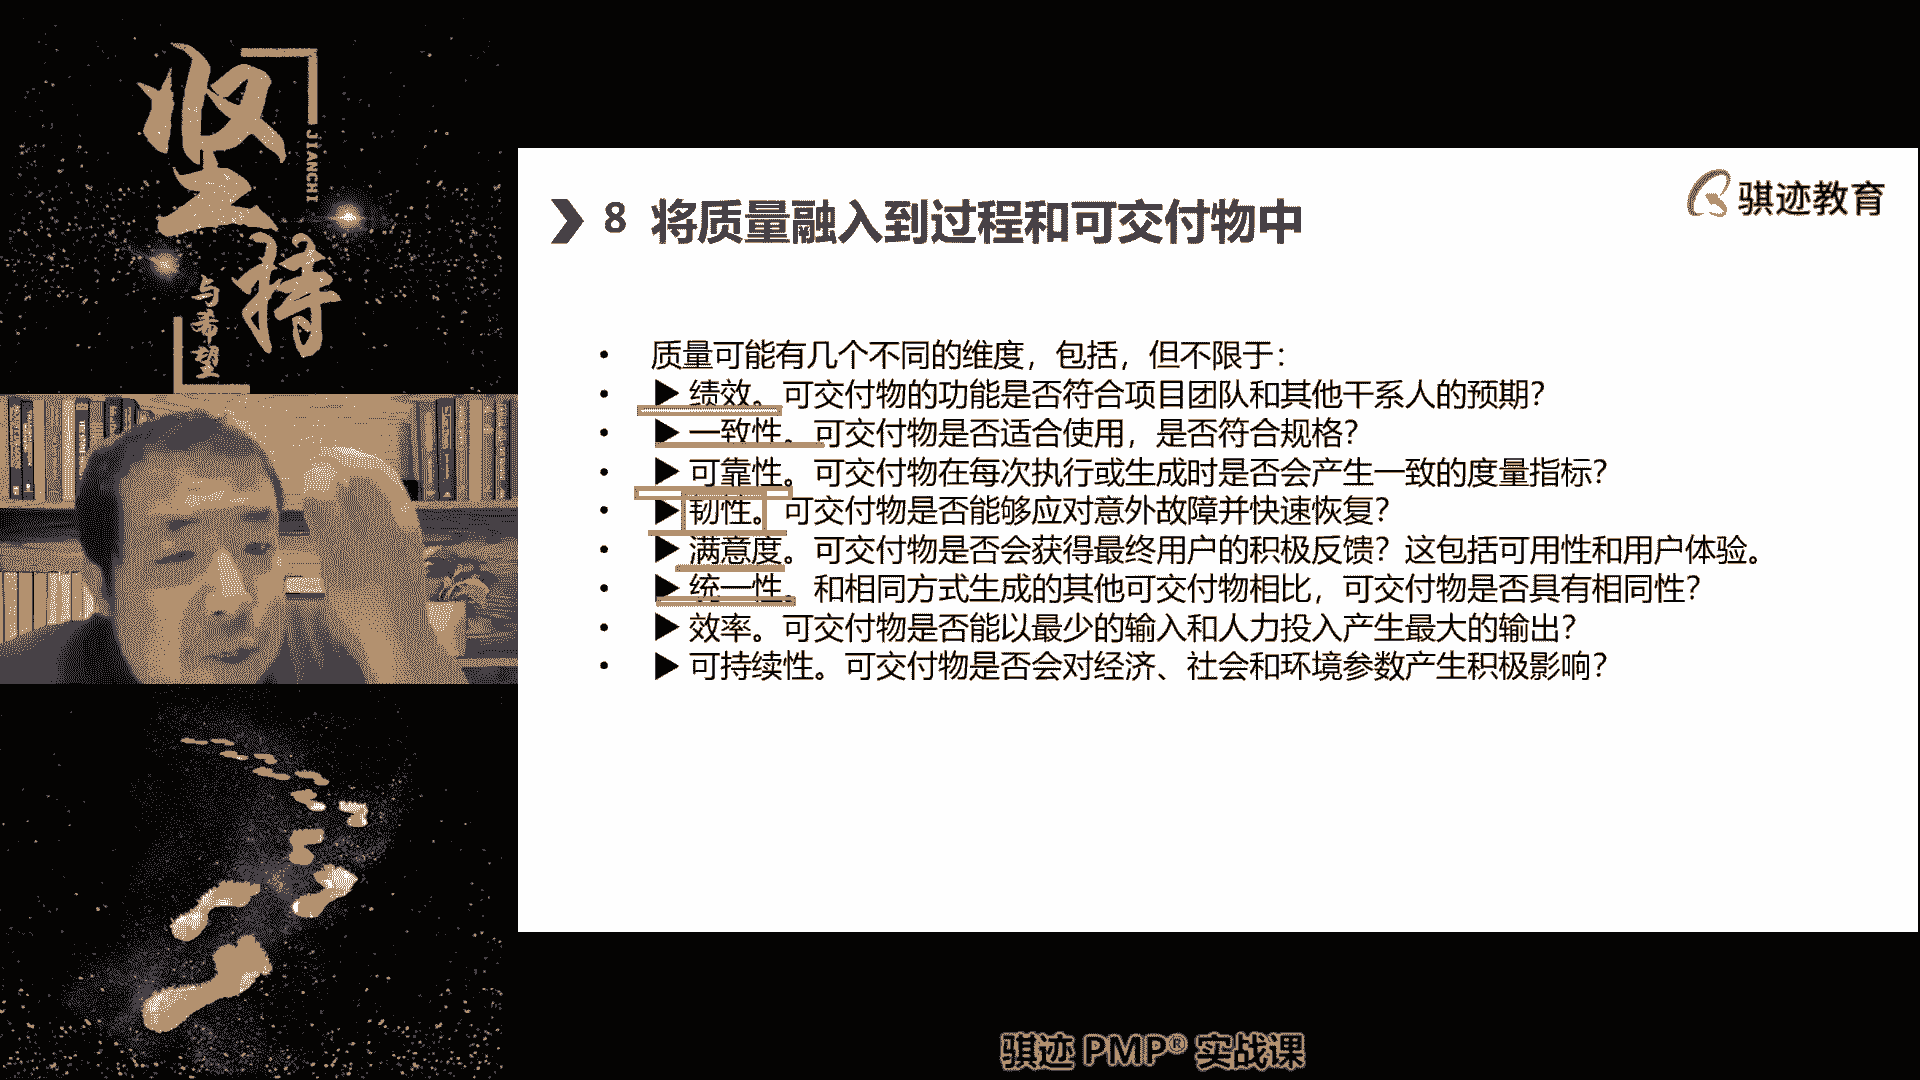 坚持
JIANCHI
与希望
骐迹教育
8 将质量融入到过程和可交付物中
• 质量可能有几个不同的维度，包括，但不限于：
• ▶ 绩效。可交付物的功能是否符合项目团队和其他干系人的预期？
• ▶ 一致性。可交付物是否适合使用，是否符合规格？
• ▶ 可靠性。可交付物在每次执行或生成时是否会产生一致的度量指标？
• ▶ 韧性。可交付物是否能够应对意外故障并快速恢复？
• ▶ 满意度。可交付物是否会获得最终用户的积极反馈？这包括可用性和用户体验。
• ▶ 统一性。和相同方式生成的其他可交付物相比，可交付物是否具有相同性？
• ▶ 效率。可交付物是否能以最少的输入和人力投入产生最大的输出？
• ▶ 可持续性。可交付物是否会对经济、社会和环境参数产生积极影响？
骐迹 PMP® 实战课